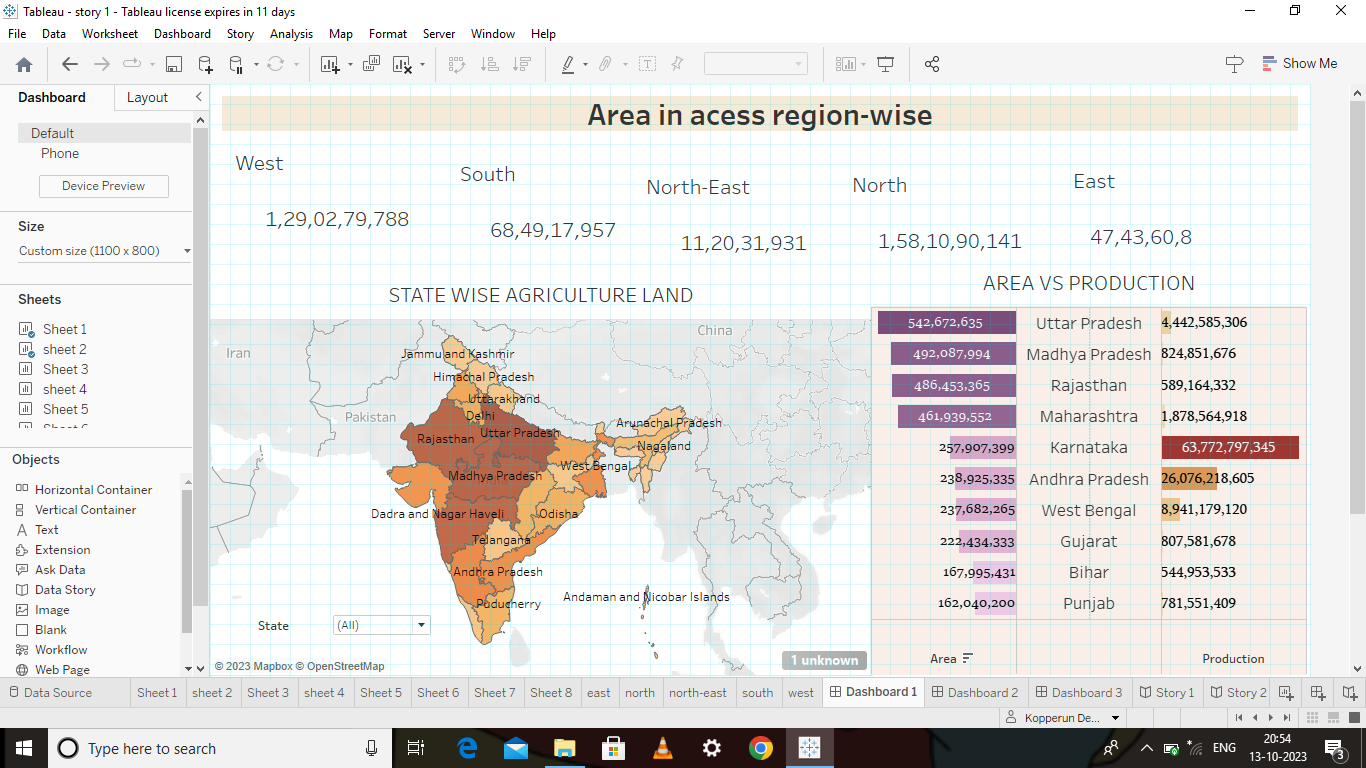 Tableau - story 1 - Tableau license expires in 11 days
File Data Worksheet Dashboard Story Analysis Map Format Server Window Help
Show Me
Dashboard Layout
Default
Phone
Device Preview
Size
Custom size (1100 x 800)
Sheets
Sheet 1
sheet 2
Sheet 3
sheet 4
Sheet 5
Objects
Horizontal Container
Vertical Container
Text
Extension
Ask Data
Data Story
Image
Blank
Workflow
Web Page
Area in acess region-wise
West
1,29,02,79,788
South
68,49,17,957
North-East
11,20,31,931
North
1,58,10,90,141
East
47,43,60,8
STATE WISE AGRICULTURE LAND
China
Iran
Jammu and Kashmir
Himachal Pradesh
Uttarakhand
Pakistan
Delhi
Arunachal Pradesh
Rajasthan
Uttar Pradesh
Nagaland
West Bengal
Madhya Pradesh
Dadra and Nagar Haveli
Odisha
Telangana
Andhra Pradesh
Puducherry
Andaman and Nicobar Islands
State (All)
© 2023 Mapbox © OpenStreetMap
1 unknown
AREA VS PRODUCTION
542,672,635 Uttar Pradesh 4,442,585,306
492,087,994 Madhya Pradesh 824,851,676
486,453,365 Rajasthan 589,164,332
461,939,552 Maharashtra 1,878,564,918
257,907,399 Karnataka 63,772,797,345
238,925,335 Andhra Pradesh 26,076,218,605
237,682,265 West Bengal 8,941,179,120
222,434,333 Gujarat 807,581,678
167,995,431 Bihar 544,953,533
162,040,200 Punjab 781,551,409
Area Production
Data Source Sheet 1 sheet 2 Sheet 3 sheet 4 Sheet 5 Sheet 6 Sheet 7 Sheet 8 east north north-east south west Dashboard 1 Dashboard 2 Dashboard 3 Story 1 Story 2
Kopperun De...
Type here to search
ENG
20:54
13-10-2023
3